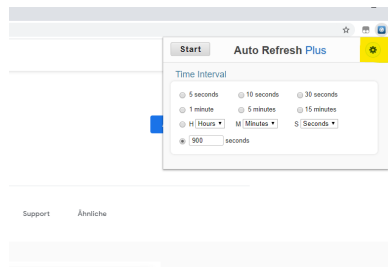 Start Auto Refresh Plus
Time Interval
5 seconds 10 seconds 30 seconds
1 minute 5 minutes 15 minutes
H Hours M Minutes S Seconds
900 seconds
Support Ähnliche